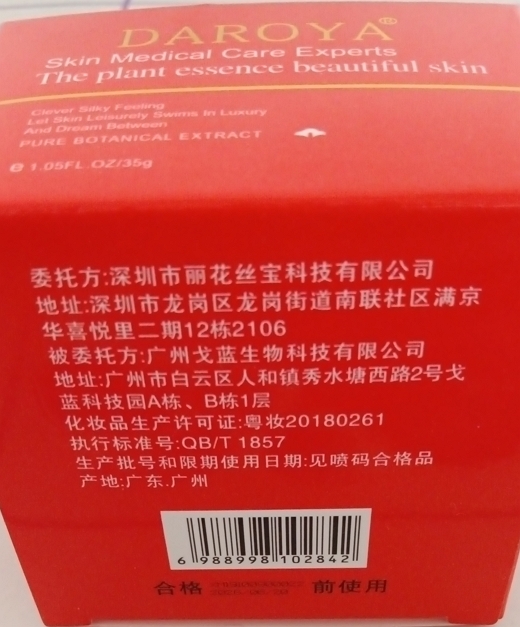 DAROYA®
Skin Medical Care Experts
The plant essence beautiful skin
Clever Silky Feeling
Let Skin Leisurely Swims In Luxury
And Dream Between
PURE BOTANICAL EXTRACT
e 1.05FL.OZ/35g
委托方:深圳市丽花丝宝科技有限公司
地址:深圳市龙岗区龙岗街道南联社区满京
华喜悦里二期12栋2106
被委托方:广州戈蓝生物科技有限公司
地址:广州市白云区人和镇秀水塘西路2号戈
蓝科技园A栋、B栋1层
化妆品生产许可证:粤妆20180261
执行标准号:QB/T 1857
生产批号和限期使用日期:见喷码合格品
产地:广东.广州
6 988998 102842
合格 前使用